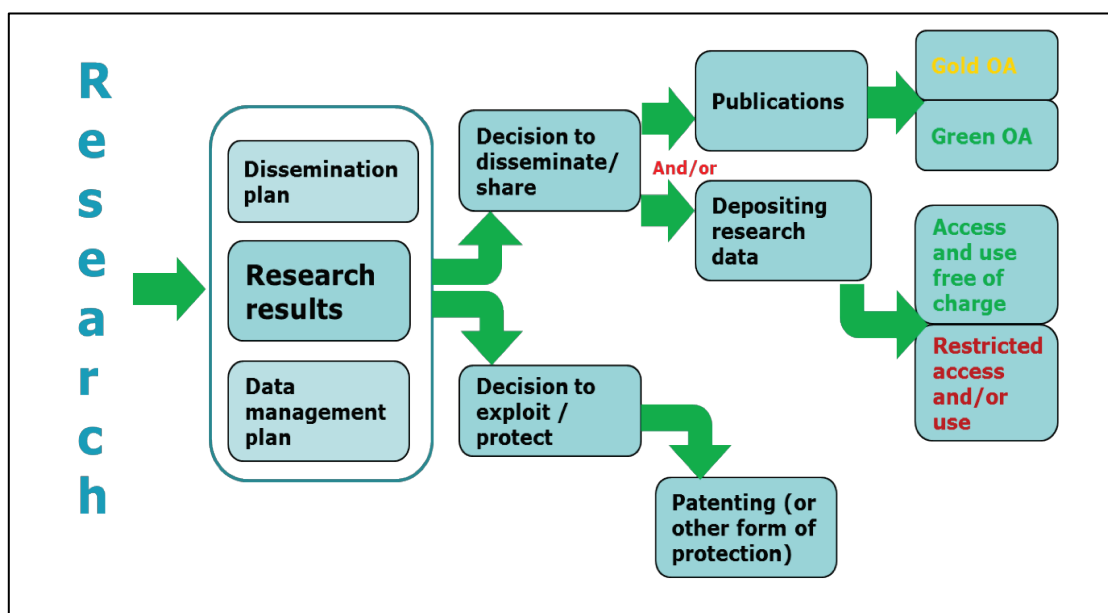 Research
Dissemination
plan
Research
results
Data
management
plan
Decision to
disseminate/
share
Decision to
exploit /
protect
And/or
Publications
Depositing
research
data
Patenting (or
other form of
protection)
Gold OA
Green OA
Access
and use
free of
charge
Restricted
access
and/or
use